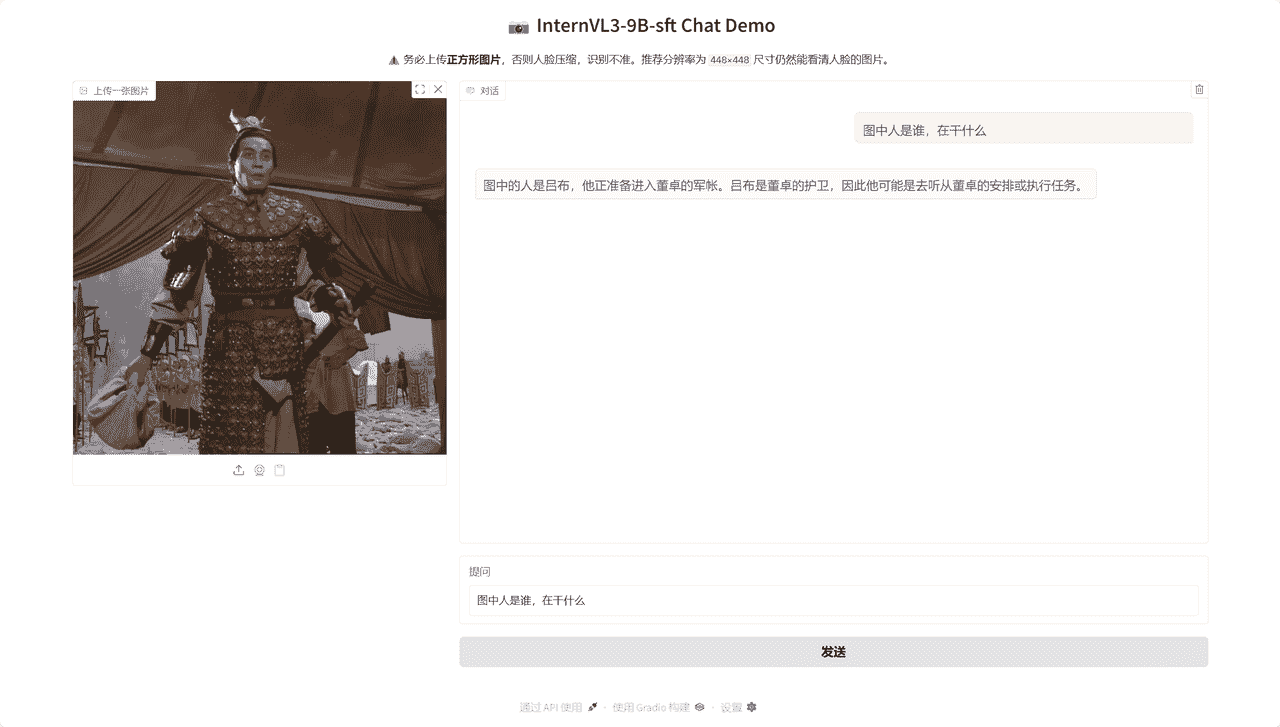 InternVL3-9B-sft Chat Demo
务必上传正方形图片，否则人脸压缩，识别不准。推荐分辨率为 448×448 尺寸仍然能看清人脸的图片。
上传一张图片
对话
图中人是谁，在干什么
图中的人是吕布，他正准备进入董卓的军帐。吕布是董卓的护卫，因此他可能是去听从董卓的安排或执行任务。
提问
图中人是谁，在干什么
发送
通过 API 使用 · 使用 Gradio 构建 · 设置